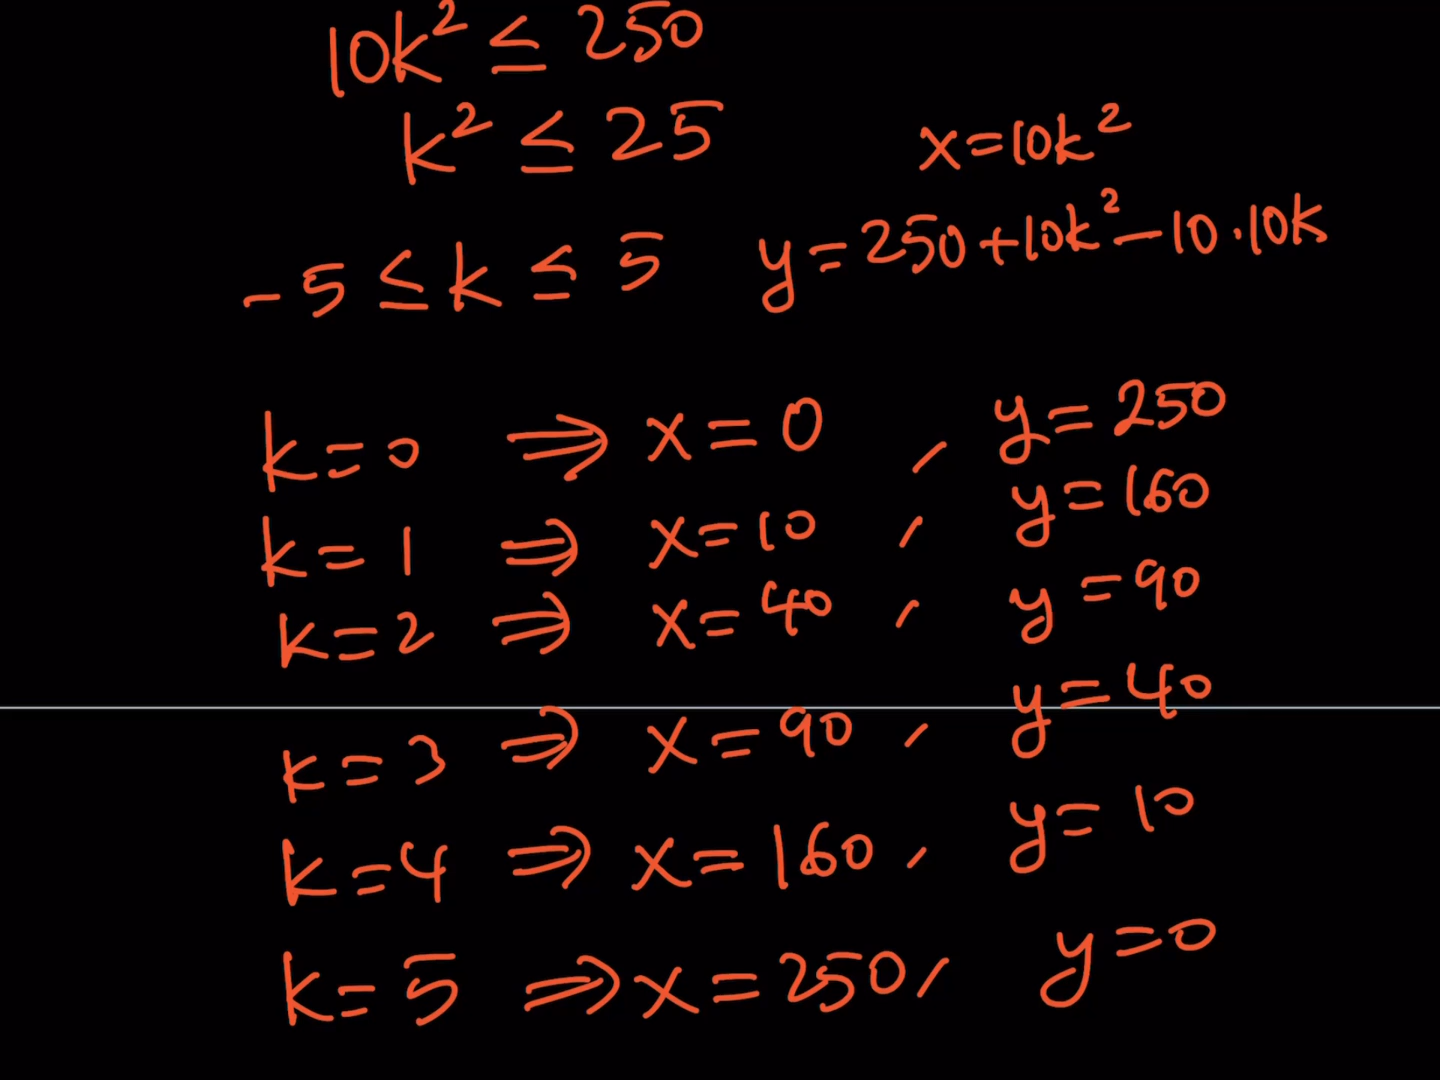 10k² ≤ 250
k² ≤ 25
x=10k²
-5 ≤ k ≤ 5
y=250+10k²-10·10k
k=0 ⇒ x=0 , y=250
k=1 ⇒ x=10 , y=160
k=2 ⇒ x=40 , y=90
k=3 ⇒ x=90 , y=40
k=4 ⇒ x=160 , y=10
k=5 ⇒ x=250 , y=0